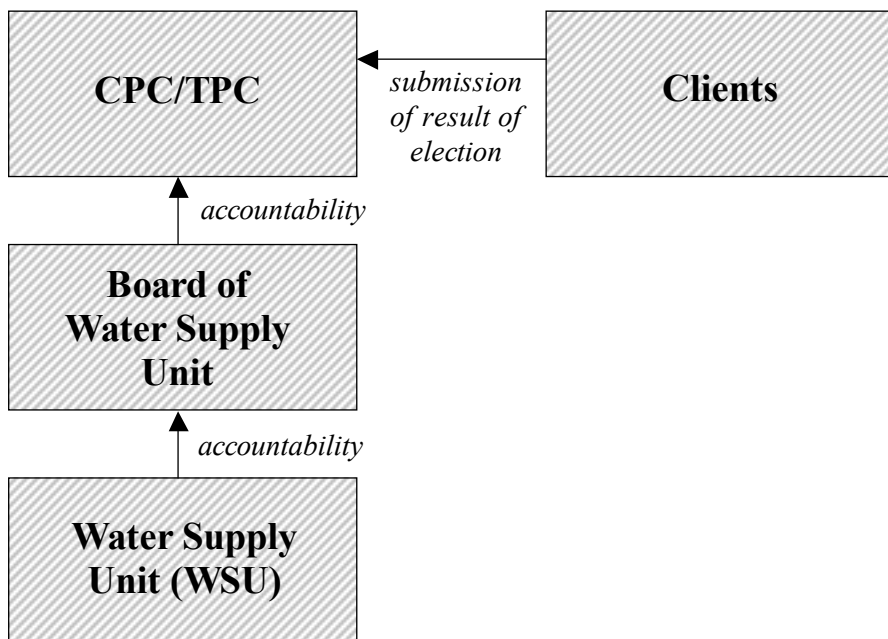 CPC/TPC
submission
of result of
election
Clients
accountability
Board of
Water Supply
Unit
accountability
Water Supply
Unit (WSU)